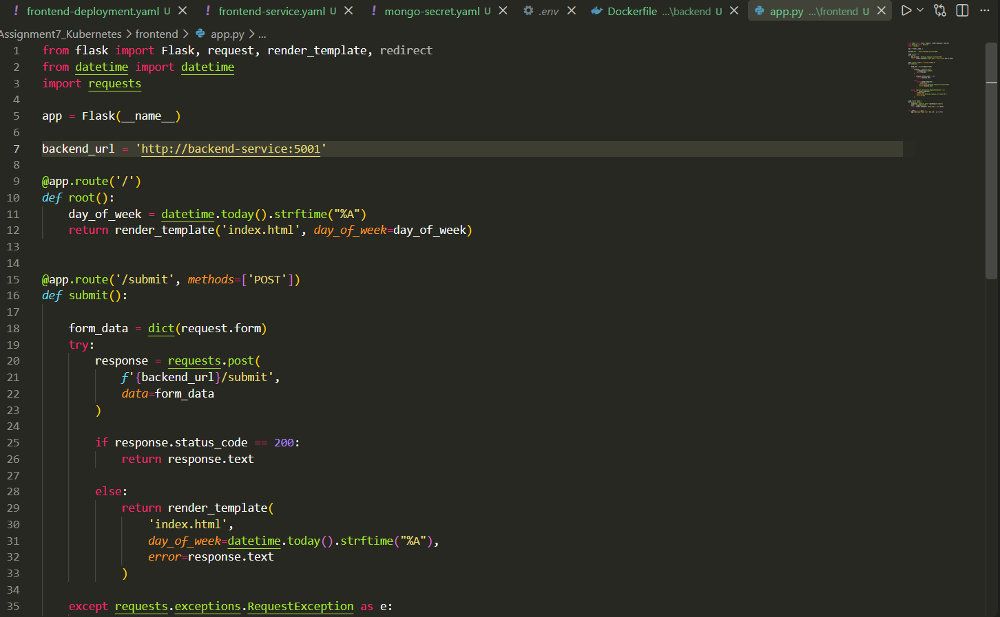 ! frontend-deployment.yaml U × ! frontend-service.yaml U × ! mongo-secret.yaml U × .env × Dockerfile ...\backend U × app.py ...\frontend U ×
Assignment7_Kubernetes > frontend > app.py > ...
1 from flask import Flask, request, render_template, redirect
2 from datetime import datetime
3 import requests
4
5 app = Flask(__name__)
6
7 backend_url = 'http://backend-service:5001'
8
9 @app.route('/')
10 def root():
11     day_of_week = datetime.today().strftime("%A")
12     return render_template('index.html', day_of_week=day_of_week)
13
14
15 @app.route('/submit', methods=['POST'])
16 def submit():
17
18     form_data = dict(request.form)
19     try:
20         response = requests.post(
21             f'{backend_url}/submit',
22             data=form_data
23         )
24
25         if response.status_code == 200:
26             return response.text
27
28         else:
29             return render_template(
30                 'index.html',
31                 day_of_week=datetime.today().strftime("%A"),
32                 error=response.text
33             )
34
35     except requests.exceptions.RequestException as e: